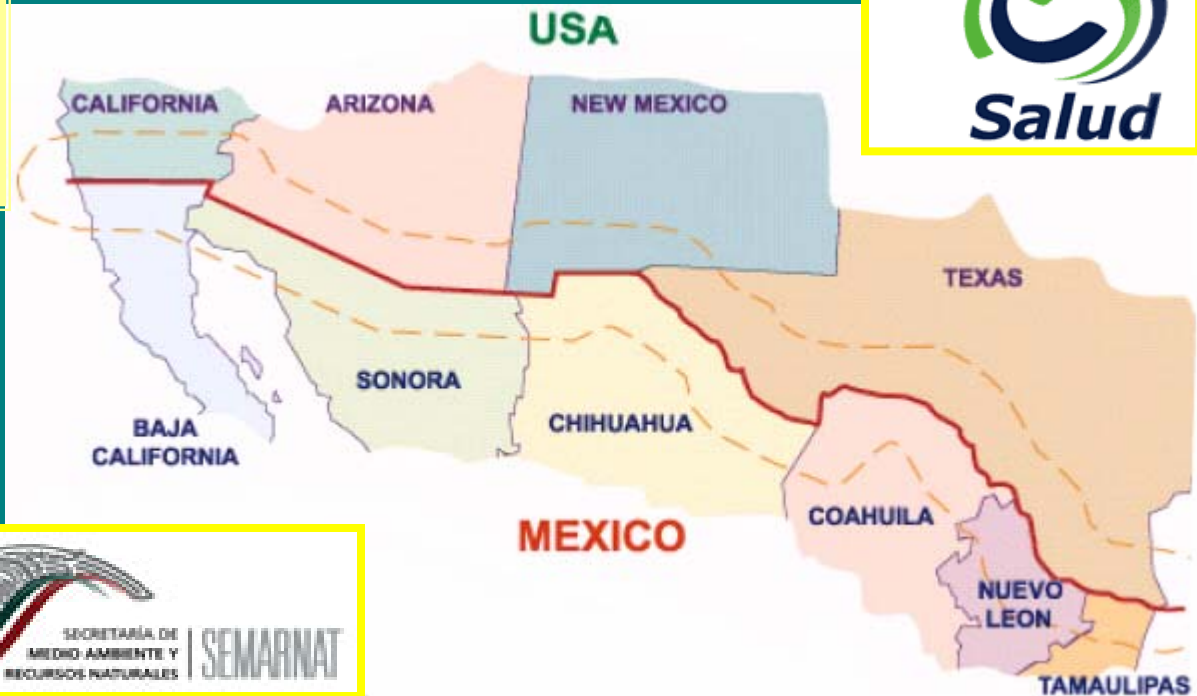 USA
CALIFORNIA
ARIZONA
NEW MEXICO
Salud
TEXAS
SONORA
CHIHUAHUA
BAJA
CALIFORNIA
COAHUILA
MEXICO
NUEVO
LEON
SECRETARÍA DE
MEDIO AMBIENTE Y
RECURSOS NATURALES
SEMARNAT
TAMAULIPAS